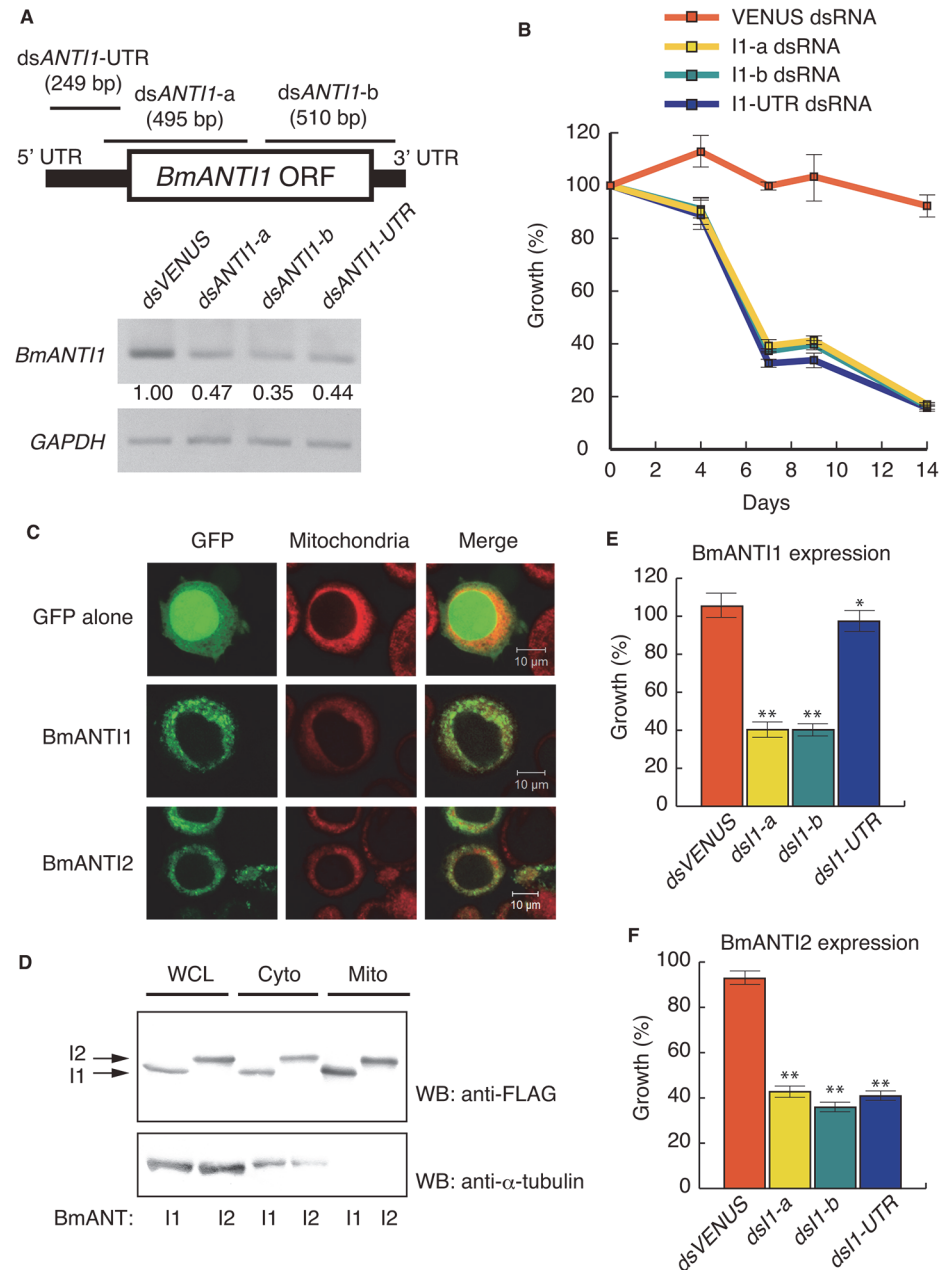 A
dsANTI1-UTR
(249 bp)
dsANTI1-a
(495 bp)
dsANTI1-b
(510 bp)
5’ UTR
3’ UTR
BmANTI1 ORF
dsVENUS
dsANTI1-a
dsANTI1-b
dsANTI1-UTR
BmANTI1
1.00 0.47 0.35 0.44
GAPDH
B
VENUS dsRNA
I1-a dsRNA
I1-b dsRNA
I1-UTR dsRNA
120
100
80
60
40
20
0
Growth (%)
0 2 4 6 8 10 12 14
Days
C
GFP Mitochondria Merge
GFP alone
10 µm
BmANTI1
10 µm
BmANTI2
10 µm
D
WCL Cyto Mito
I2
I1
WB: anti-FLAG
WB: anti-α-tubulin
BmANT: I1 I2 I1 I2 I1 I2
E
BmANTI1 expression
120
100
80
60
40
20
0
Growth (%)
** ** *
dsVENUS
dsI1-a
dsI1-b
dsI1-UTR
F
BmANTI2 expression
100
80
60
40
20
0
Growth (%)
** ** **
dsVENUS
dsI1-a
dsI1-b
dsI1-UTR